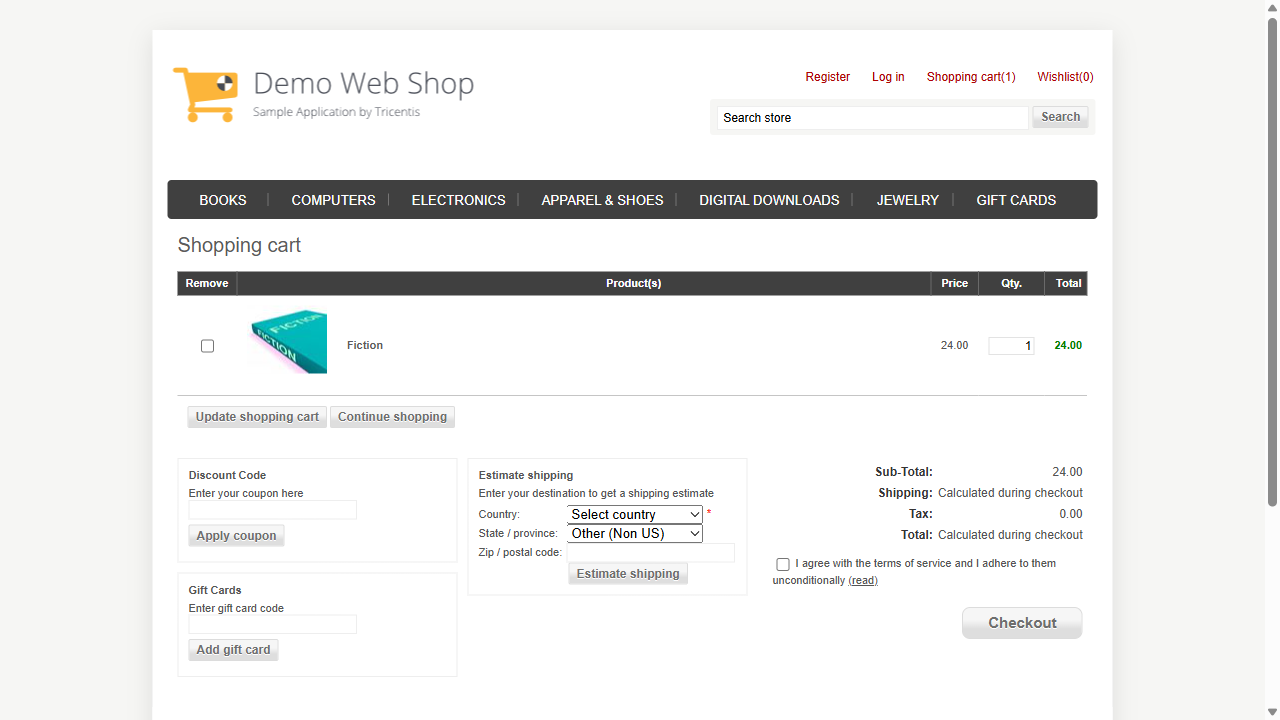 Demo Web Shop
Sample Application by Tricentis
Register Log in Shopping cart(1) Wishlist(0)
Search store Search
BOOKS COMPUTERS ELECTRONICS APPAREL & SHOES DIGITAL DOWNLOADS JEWELRY GIFT CARDS
Shopping cart
Remove Product(s) Price Qty. Total
FICTION
FICTION
Fiction 24.00 1 24.00
Update shopping cart Continue shopping
Discount Code
Enter your coupon here
Apply coupon
Gift Cards
Enter gift card code
Add gift card
Estimate shipping
Enter your destination to get a shipping estimate
Country: Select country *
State / province: Other (Non US)
Zip / postal code:
Estimate shipping
Sub-Total: 24.00
Shipping: Calculated during checkout
Tax: 0.00
Total: Calculated during checkout
I agree with the terms of service and I adhere to them
unconditionally (read)
Checkout